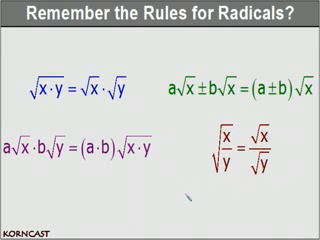 Remember the Rules for Radicals?
√x·y = √x·√y
a√x ± b√x = (a ± b)√x
a√x·b√y = (a·b)√x·y
√x/y = √x/√y
KORNCAST